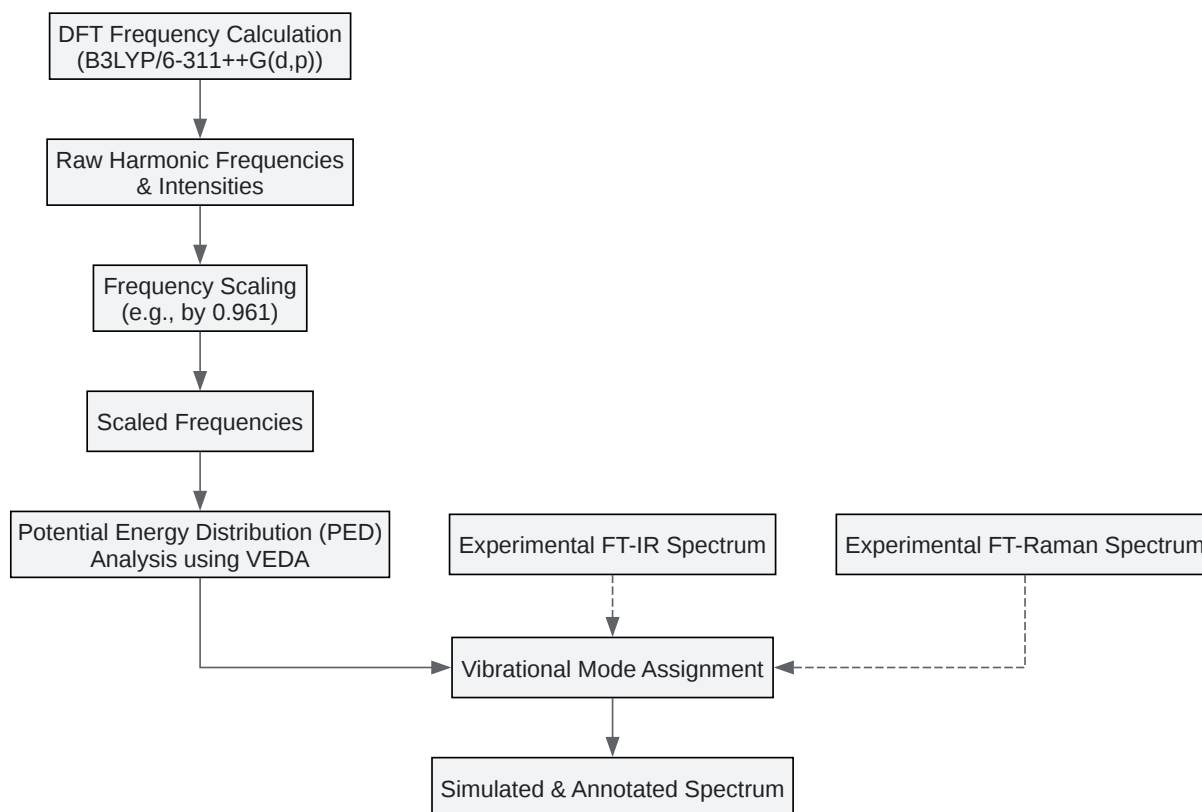 DFT Frequency Calculation
(B3LYP/6-311++G(d,p))
Raw Harmonic Frequencies
& Intensities
Frequency Scaling
(e.g., by 0.961)
Scaled Frequencies
Potential Energy Distribution (PED)
Analysis using VEDA
Experimental FT-IR Spectrum
Experimental FT-Raman Spectrum
Vibrational Mode Assignment
Simulated & Annotated Spectrum